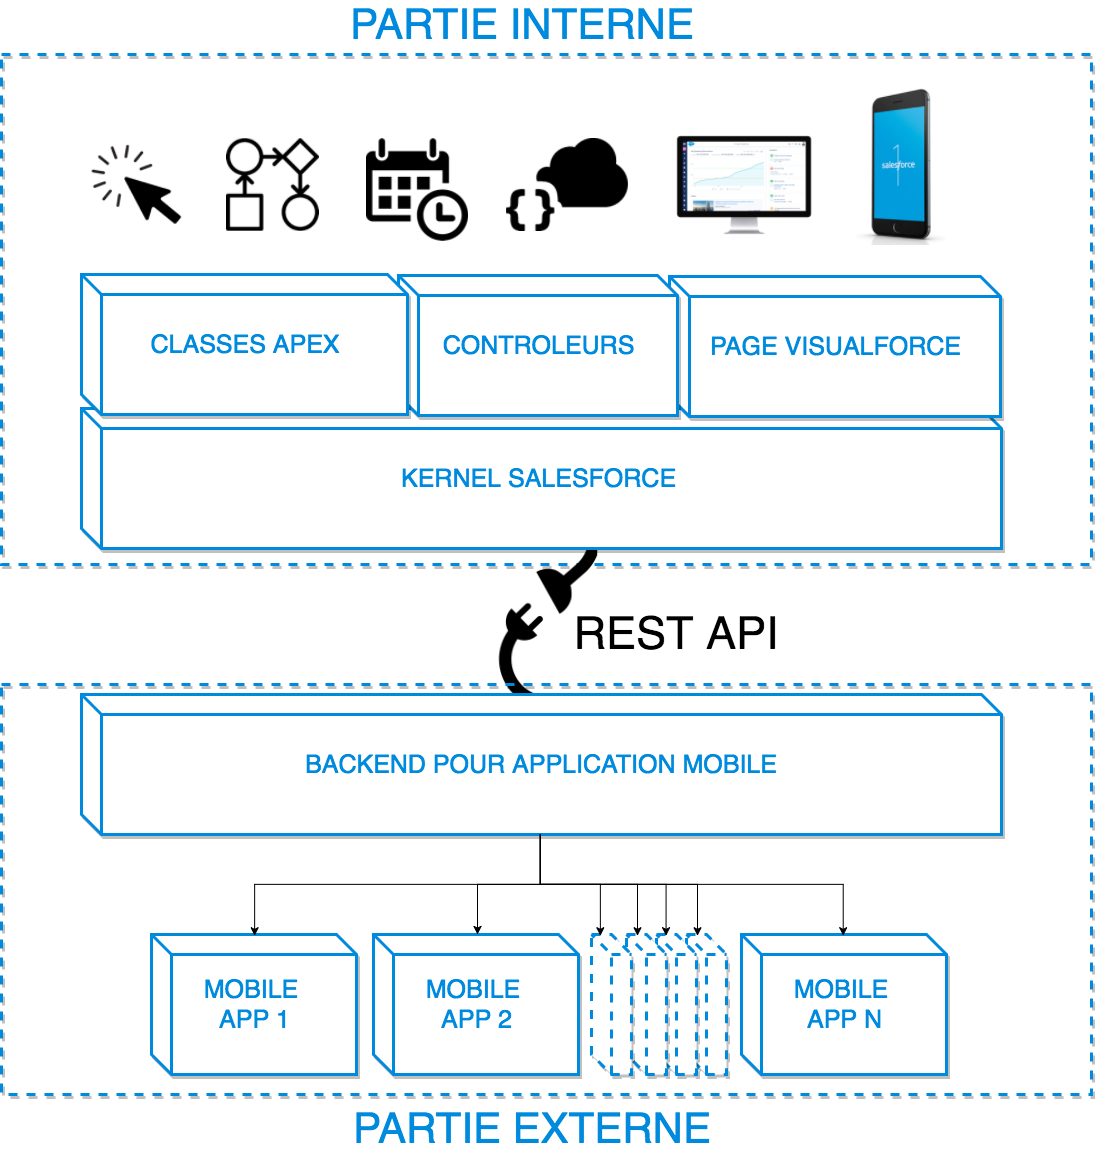 PARTIE INTERNE
1
salesforce
CLASSES APEX
CONTROLEURS
PAGE VISUALFORCE
KERNEL SALESFORCE
REST API
BACKEND POUR APPLICATION MOBILE
MOBILE
APP 1
MOBILE
APP 2
MOBILE
APP N
PARTIE EXTERNE